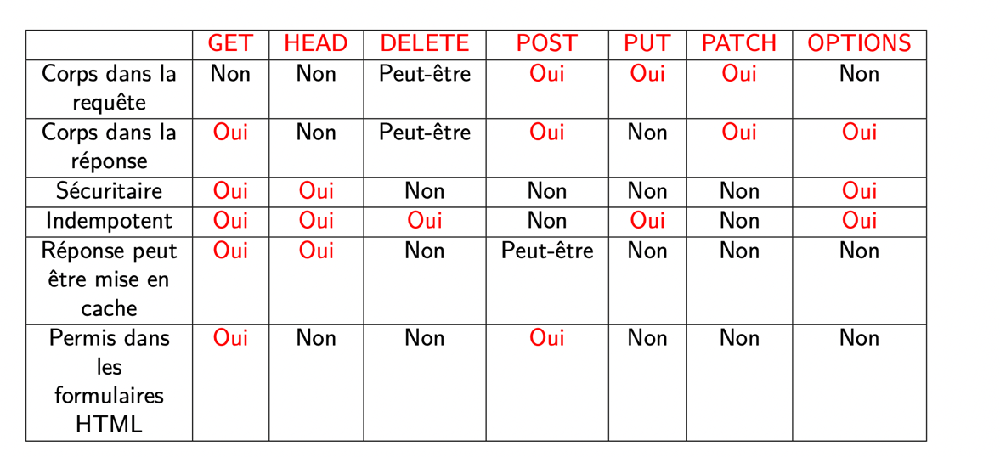 GET HEAD DELETE POST PUT PATCH OPTIONS
Corps dans la Non Non Peut-être Oui Oui Oui Non
requête
Corps dans la Oui Non Peut-être Oui Non Oui Oui
réponse
Sécuritaire Oui Oui Non Non Non Non Oui
Indempotent Oui Oui Oui Non Oui Non Oui
Réponse peut Oui Oui Non Peut-être Non Non Non
être mise en
cache
Permis dans Oui Non Non Oui Non Non Non
les
formulaires
HTML